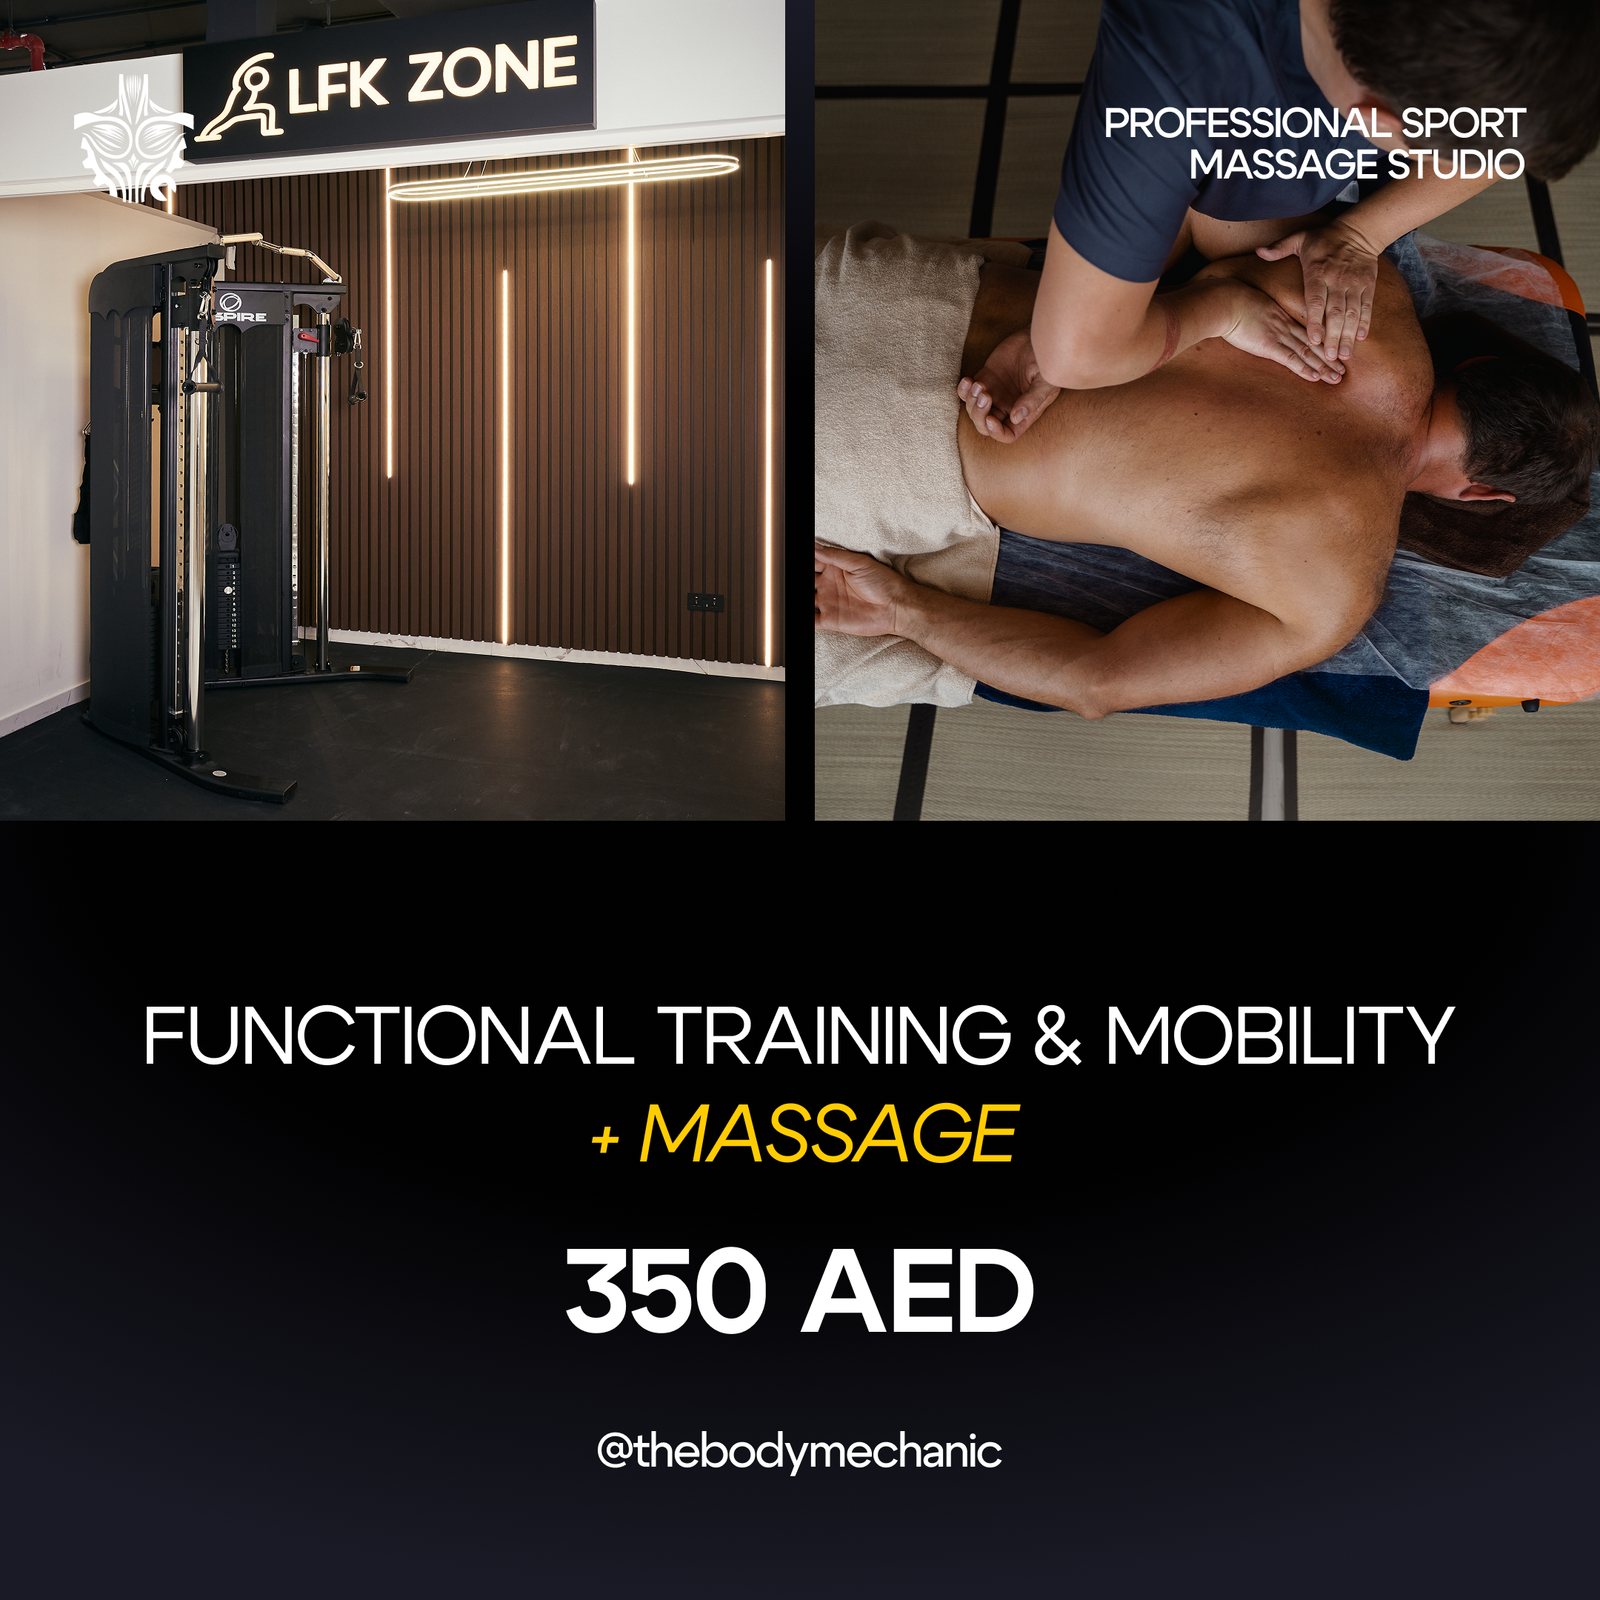 LFK ZONE
PROFESSIONAL SPORT
MASSAGE STUDIO
SPIRE
FUNCTIONAL TRAINING & MOBILITY
+ MASSAGE
350 AED
@thebodymechanic